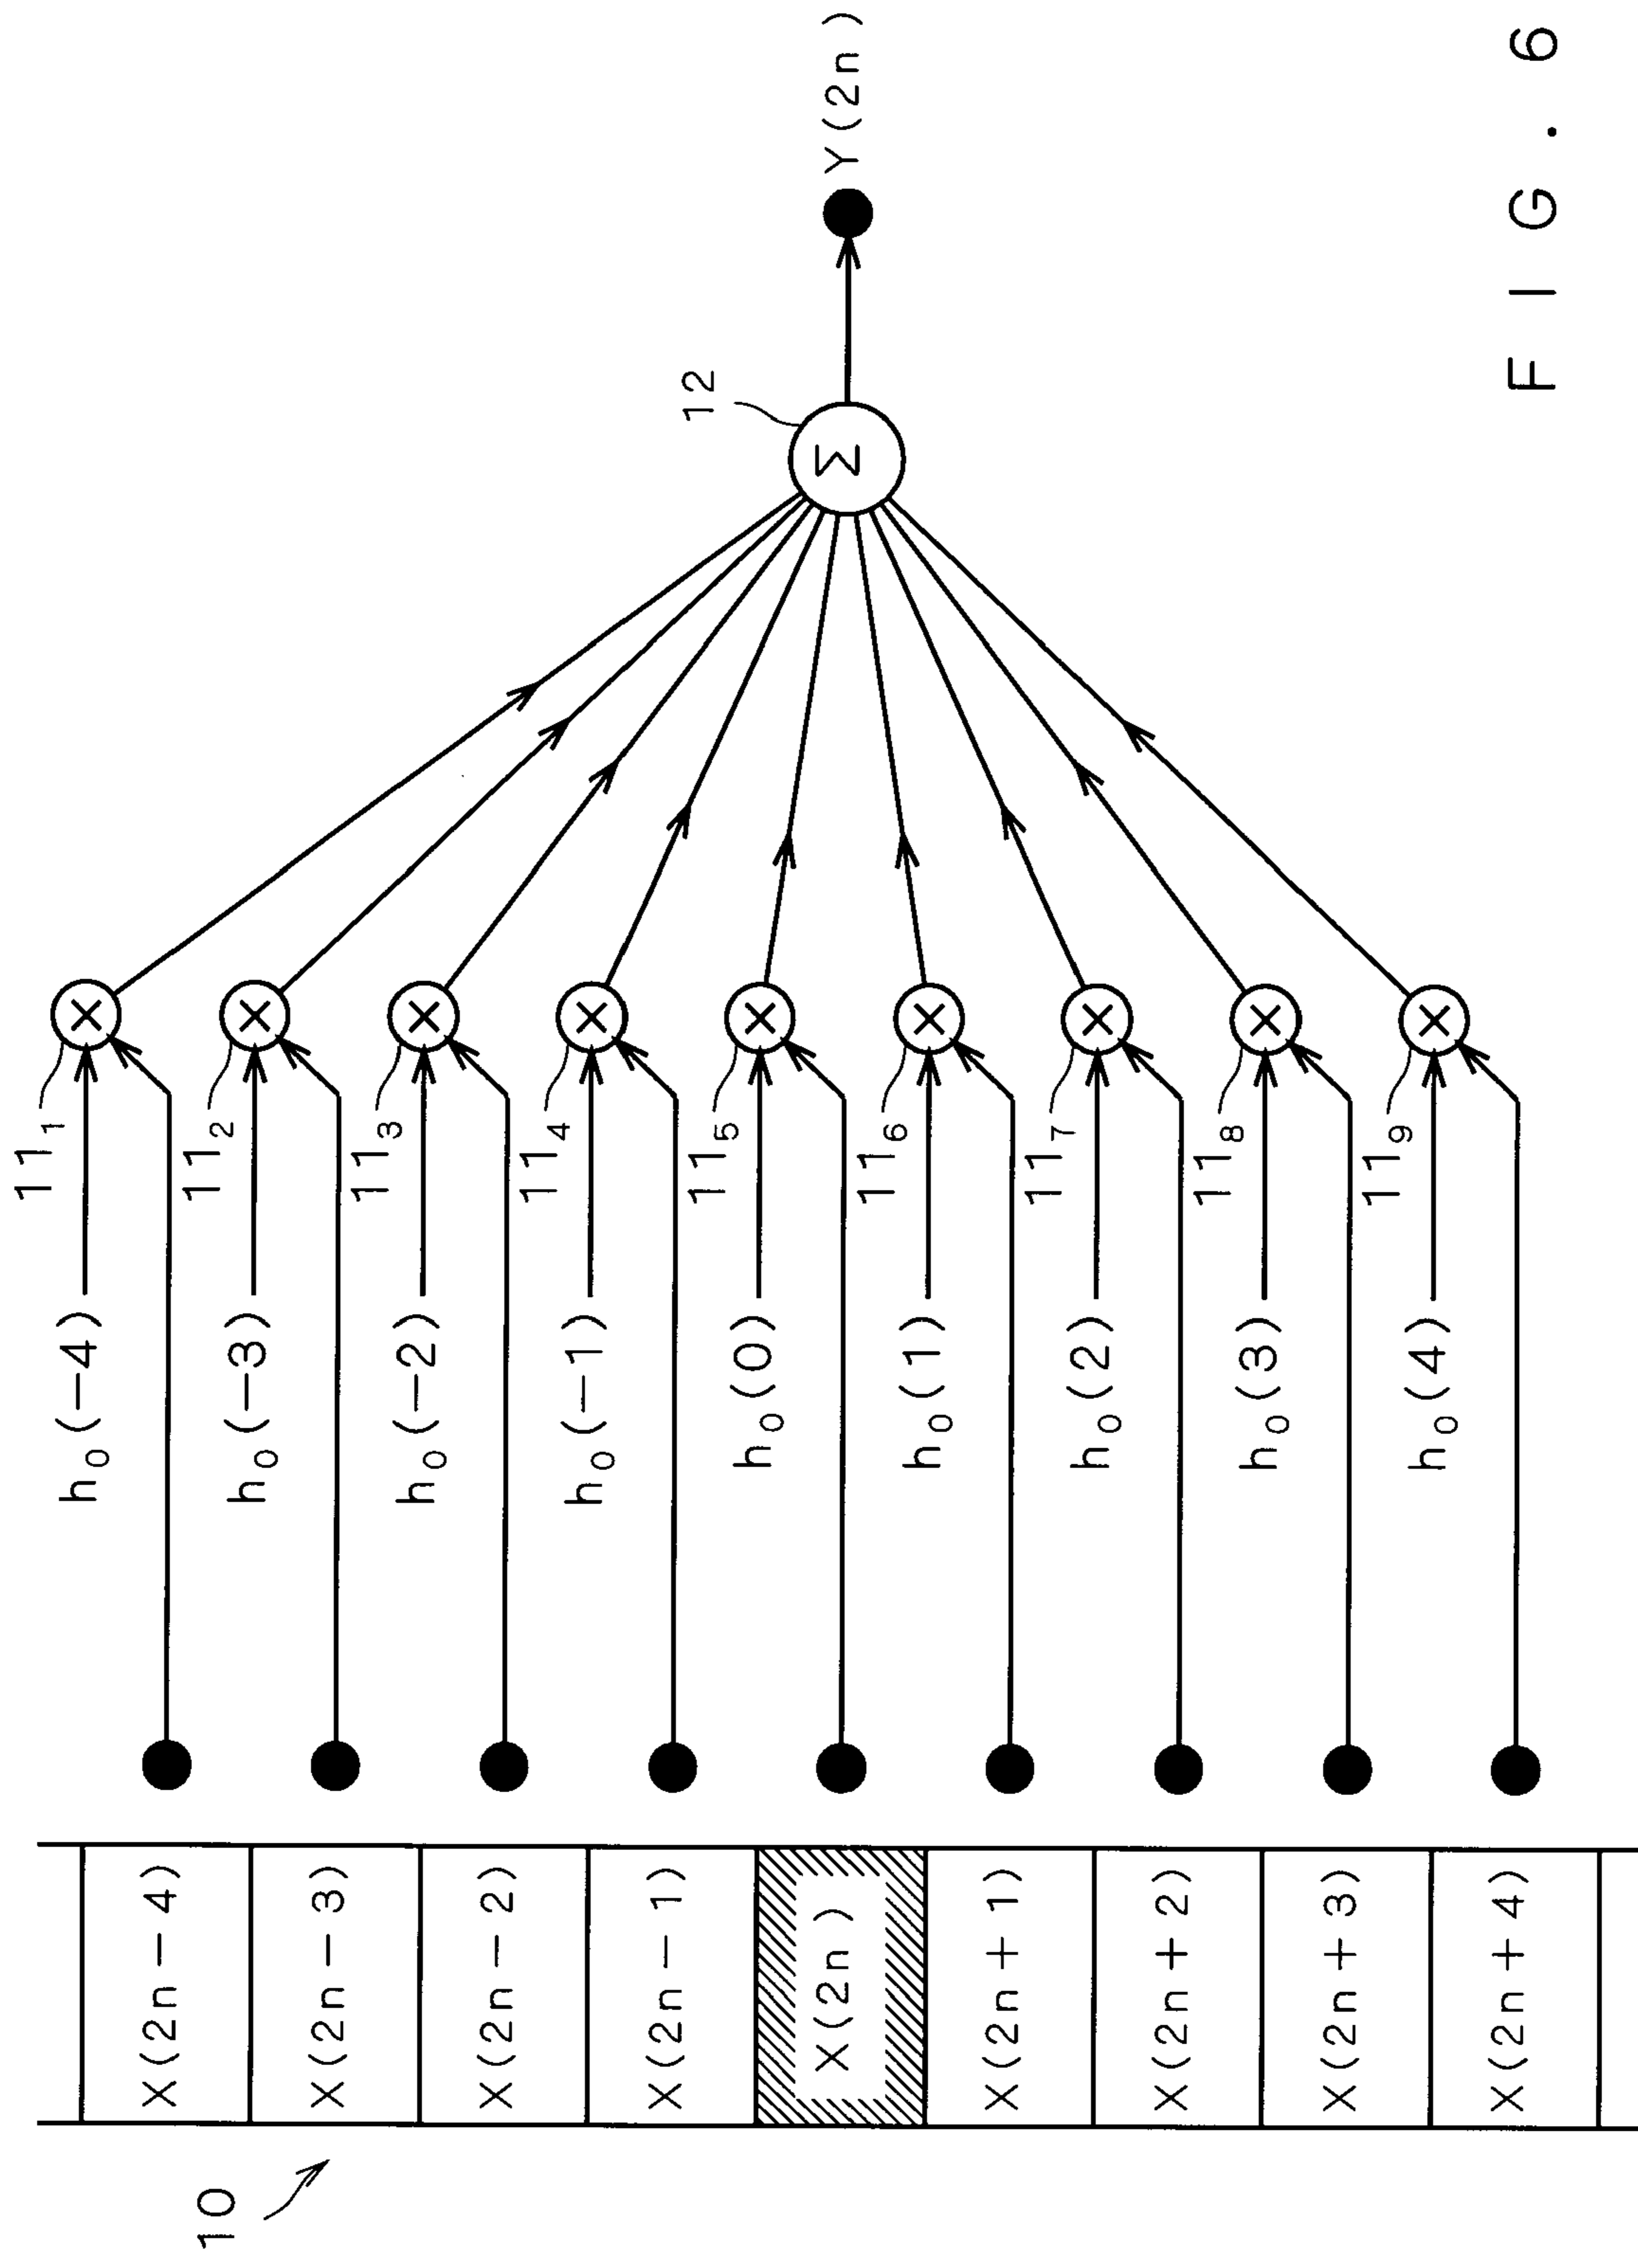 10
X(2n-4)
X(2n-3)
X(2n-2)
X(2n-1)
X(2n)
X(2n+1)
X(2n+2)
X(2n+3)
X(2n+4)
h₀(-4)
h₀(-3)
h₀(-2)
h₀(-1)
h₀(0)
h₀(1)
h₀(2)
h₀(3)
h₀(4)
11₁
11₂
11₃
11₄
11₅
11₆
11₇
11₈
11₉
×
×
×
×
×
×
×
×
×
12
Σ
Y(2n)
FIG.6